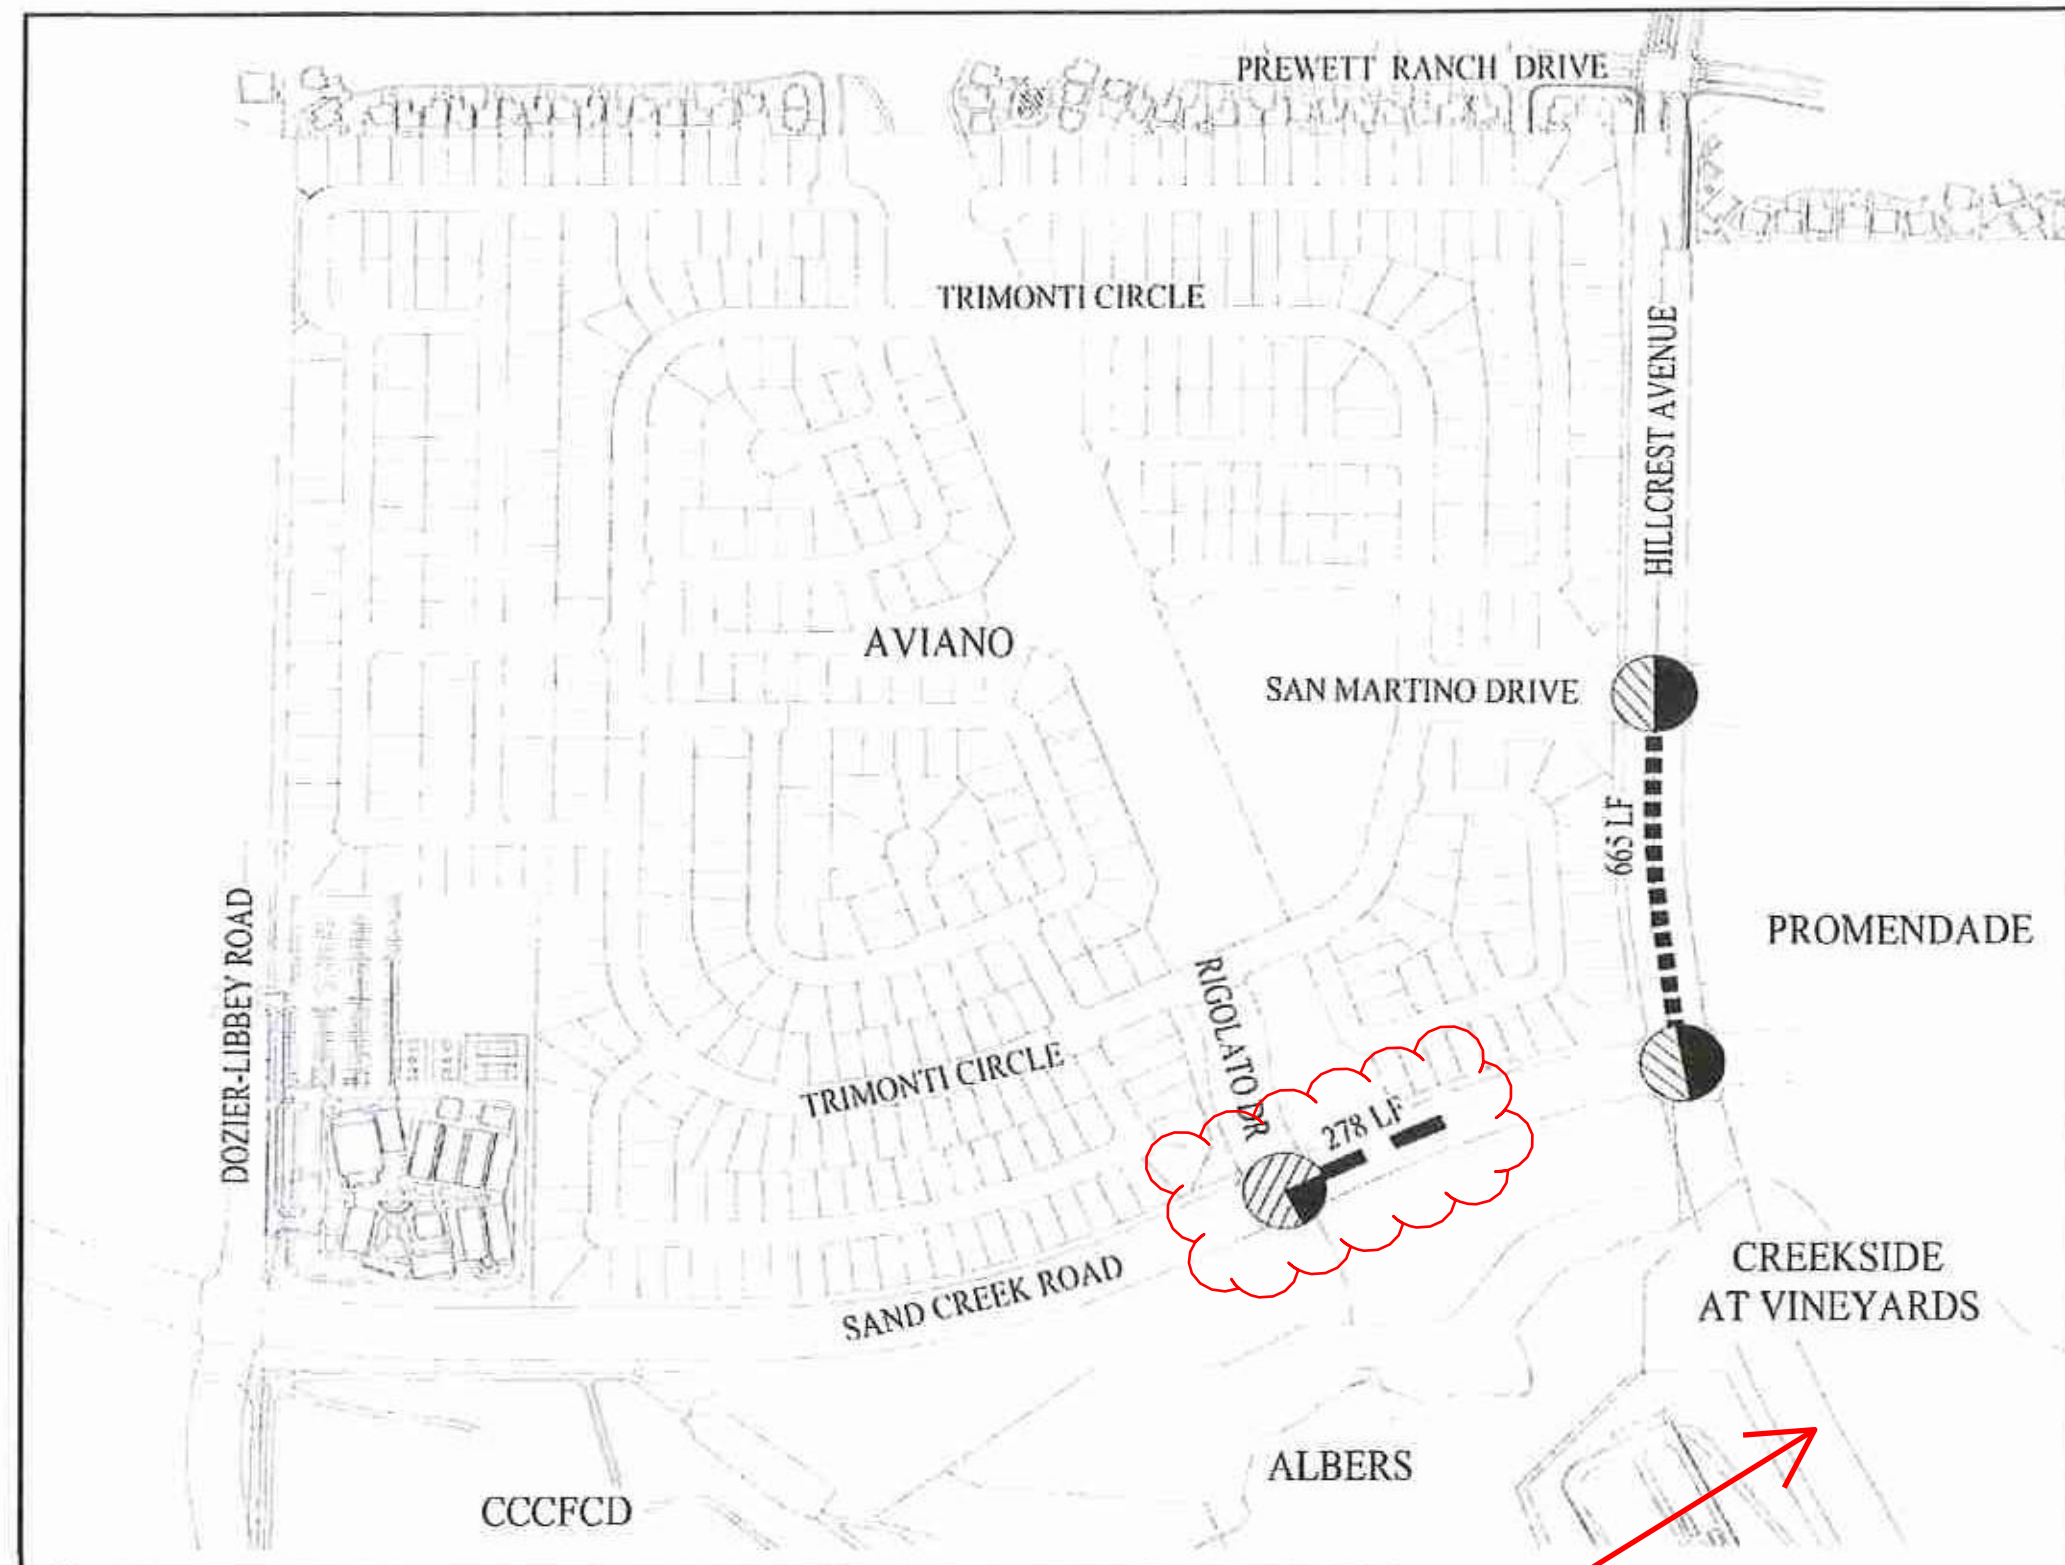 PREWETT RANCH DRIVE
TRIMONTI CIRCLE
HILLCREST AVENUE
AVIANO
SAN MARTINO DRIVE
665 LF
DOZIER-LIBBEY ROAD
PROMENDADE
RIGOLATO DR
TRIMONTI CIRCLE
278 LF
SAND CREEK ROAD
CREEKSIDE
AT VINEYARDS
ALBERS
CCCFCD